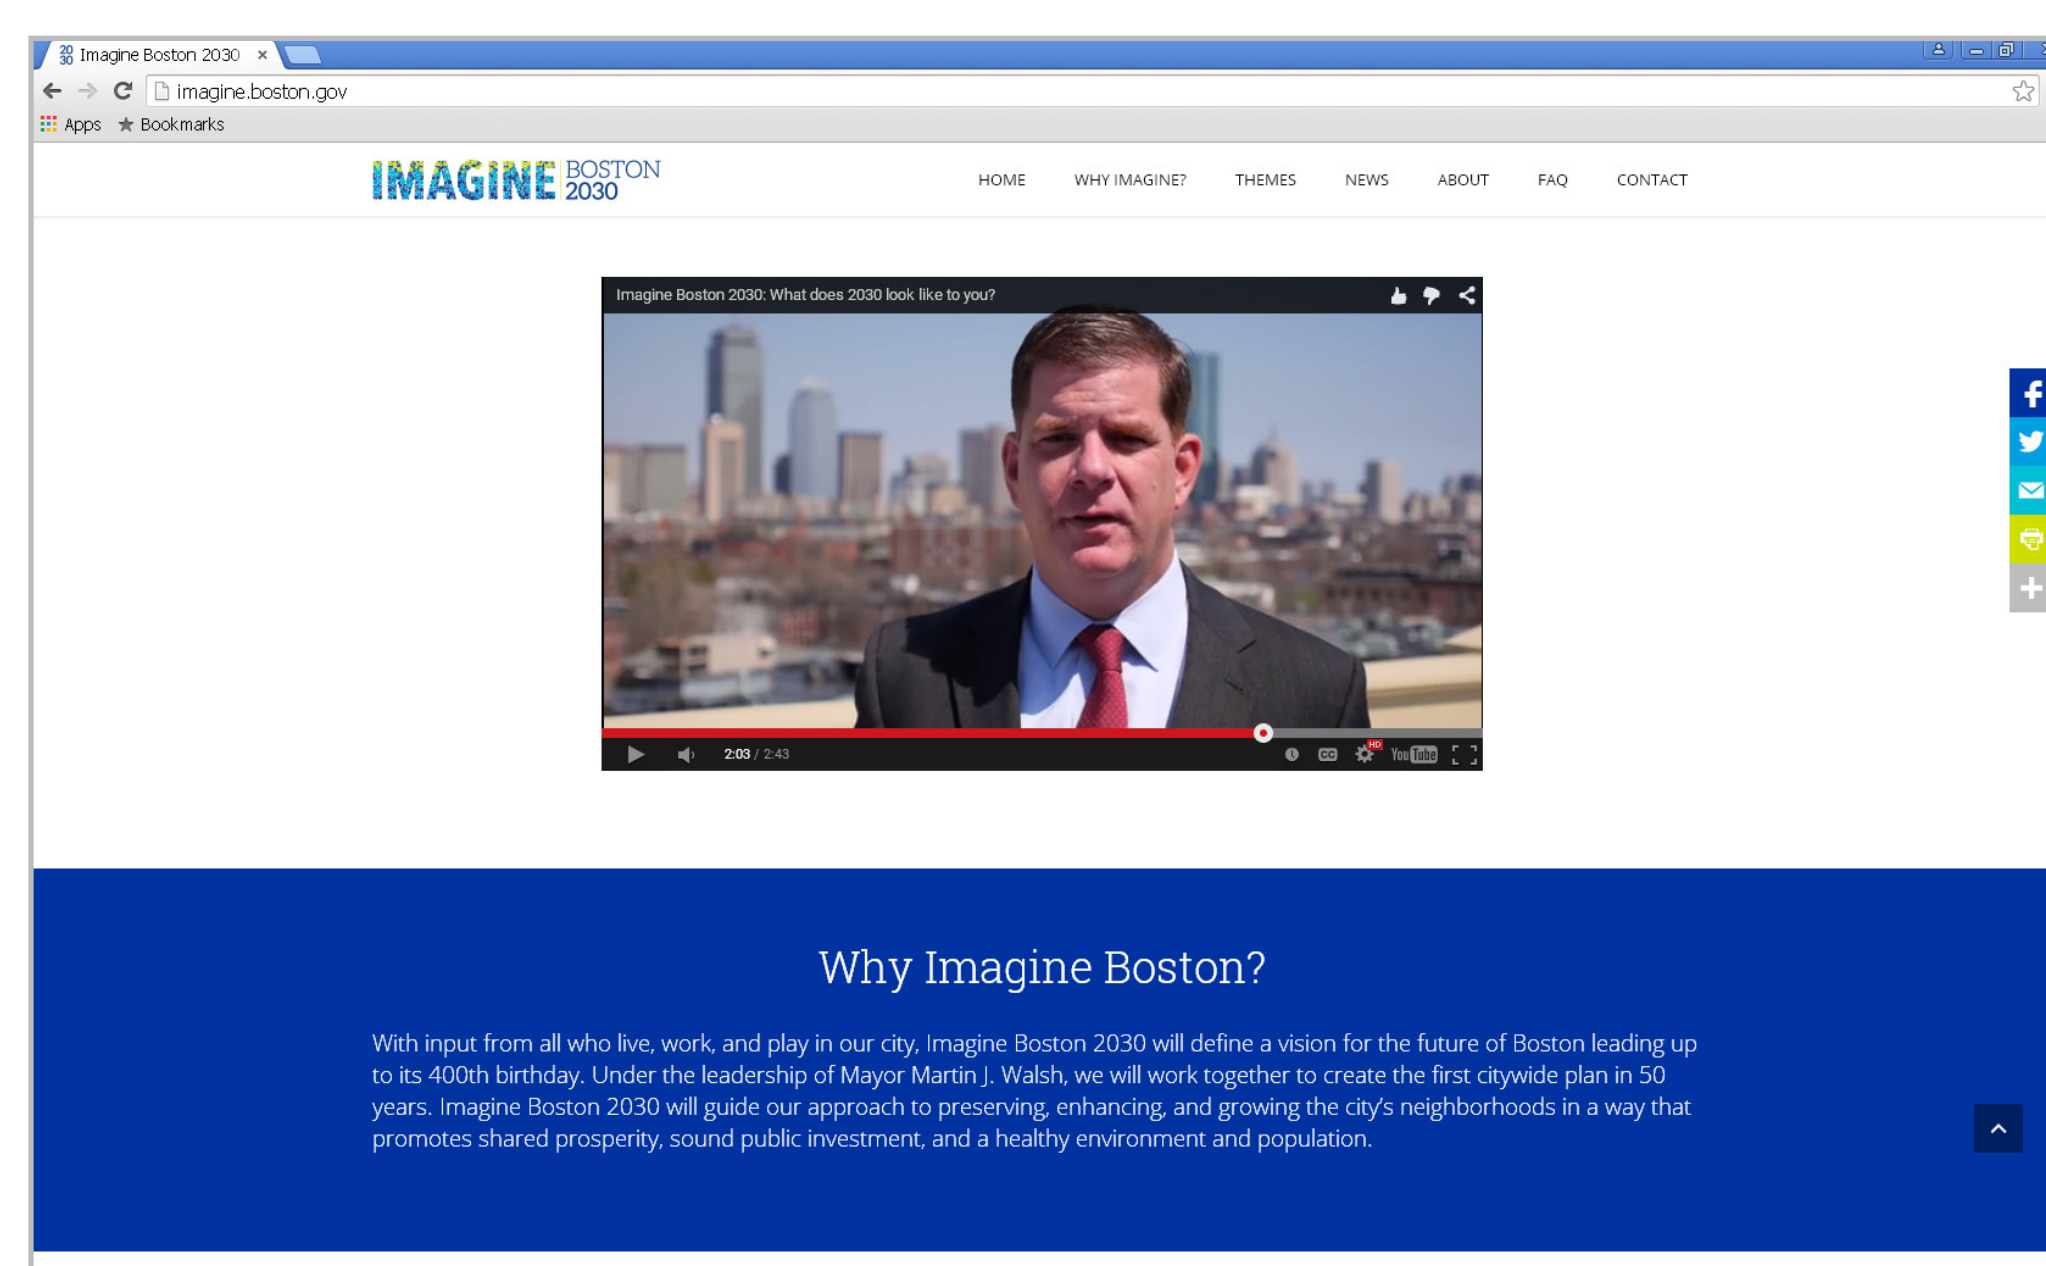 20
30 Imagine Boston 2030
imagine.boston.gov
Apps Bookmarks
IMAGINE BOSTON
2030
HOME WHY IMAGINE? THEMES NEWS ABOUT FAQ CONTACT
Imagine Boston 2030: What does 2030 look like to you?
2:03 / 2:43 CC HD YouTube
Why Imagine Boston?
With input from all who live, work, and play in our city, Imagine Boston 2030 will define a vision for the future of Boston leading up
to its 400th birthday. Under the leadership of Mayor Martin J. Walsh, we will work together to create the first citywide plan in 50
years. Imagine Boston 2030 will guide our approach to preserving, enhancing, and growing the city's neighborhoods in a way that
promotes shared prosperity, sound public investment, and a healthy environment and population.